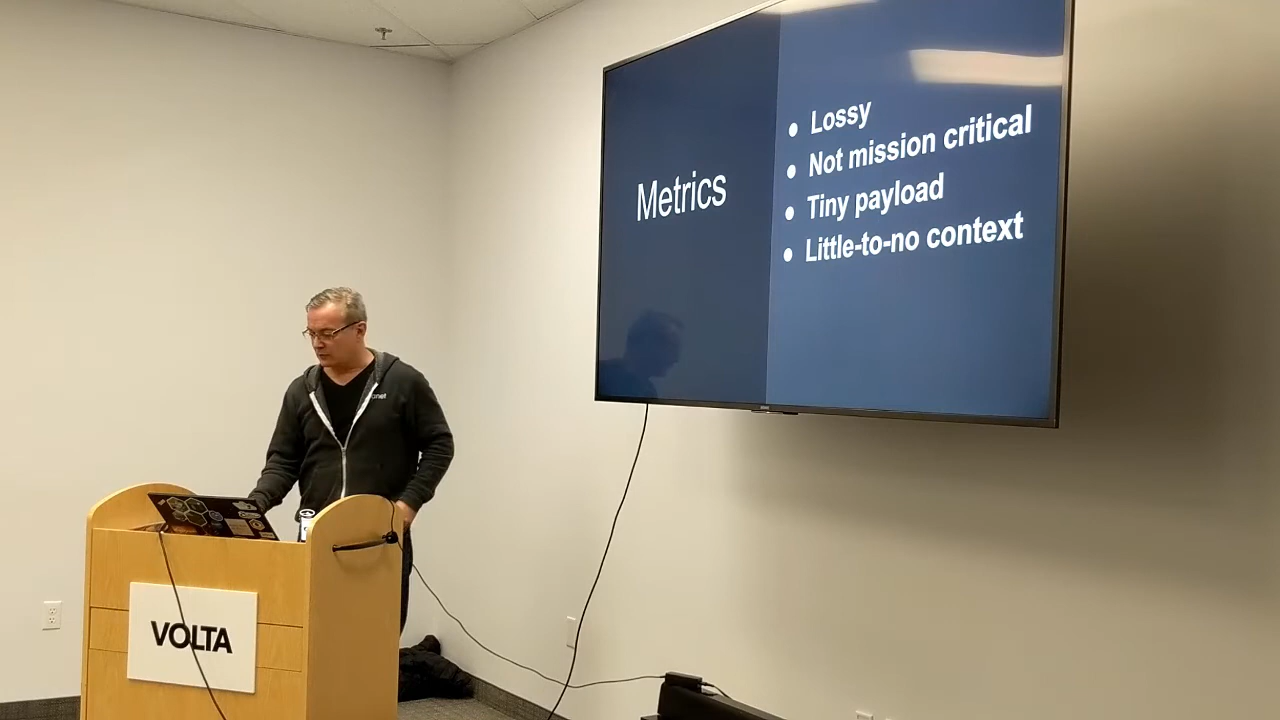 Metrics
● Lossy
● Not mission critical
● Tiny payload
● Little-to-no context
VOLTA